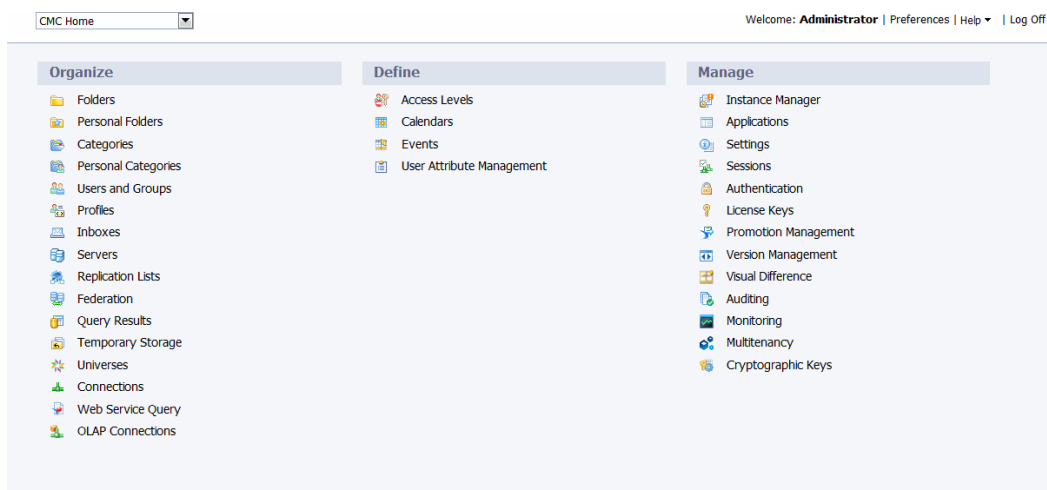 CMC Home
Welcome: Administrator | Preferences | Help | Log Off
Organize
Folders
Personal Folders
Categories
Personal Categories
Users and Groups
Profiles
Inboxes
Servers
Replication Lists
Federation
Query Results
Temporary Storage
Universes
Connections
Web Service Query
OLAP Connections
Define
Access Levels
Calendars
Events
User Attribute Management
Manage
Instance Manager
Applications
Settings
Sessions
Authentication
License Keys
Promotion Management
Version Management
Visual Difference
Auditing
Monitoring
Multitenancy
Cryptographic Keys